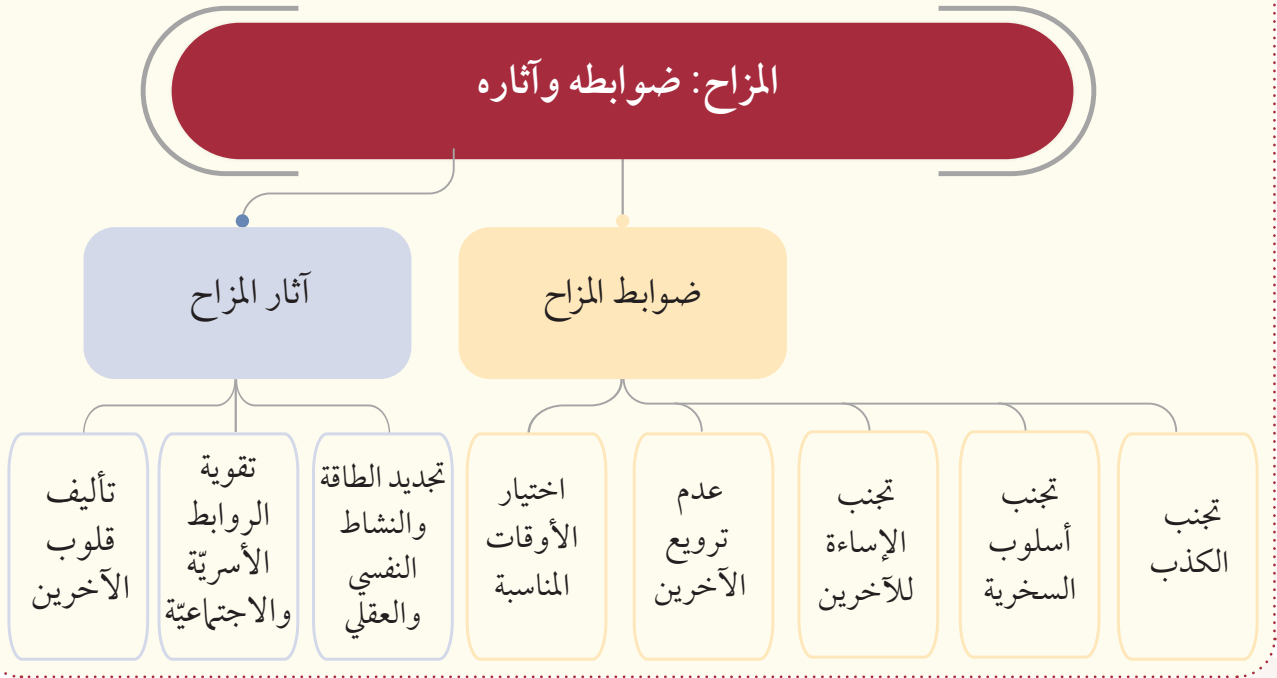 المزاح: ضوابطه وآثاره
ضوابط المزاح
آثار المزاح
تجنب
الكذب
تجنب
أسلوب
السخرية
تجنب
الإساءة
للآخرين
عدم
ترويع
الآخرين
اختيار
الأوقات
المناسبة
تجديد الطاقة
والنشاط
النفسي
والعقلي
تقوية
الروابط
الأسريّة
والاجتماعيّة
تأليف
قلوب
الآخرين